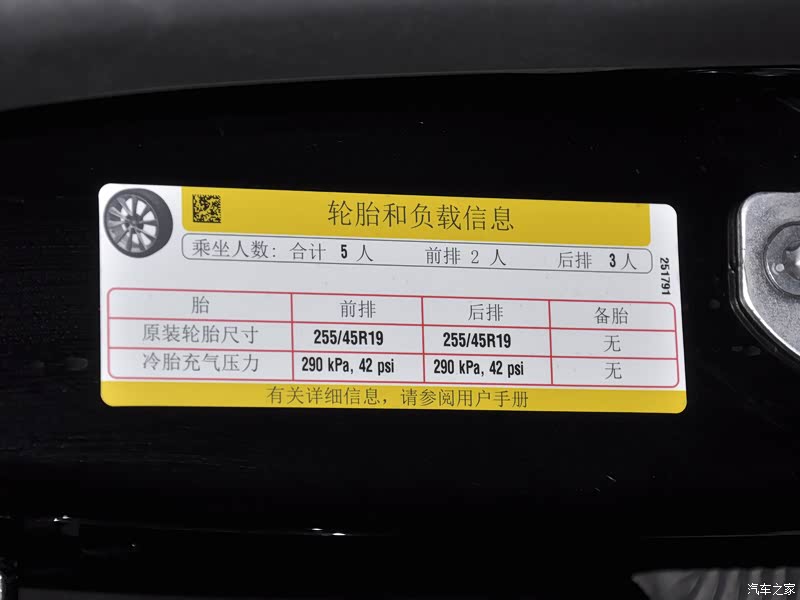 轮胎和负载信息
乘坐人数: 合计 5 人 前排 2 人 后排 3 人
251791
胎 前排 后排 备胎
原装轮胎尺寸 255/45R19 255/45R19 无
冷胎充气压力 290 kPa, 42 psi 290 kPa, 42 psi 无
有关详细信息，请参阅用户手册
汽车之家